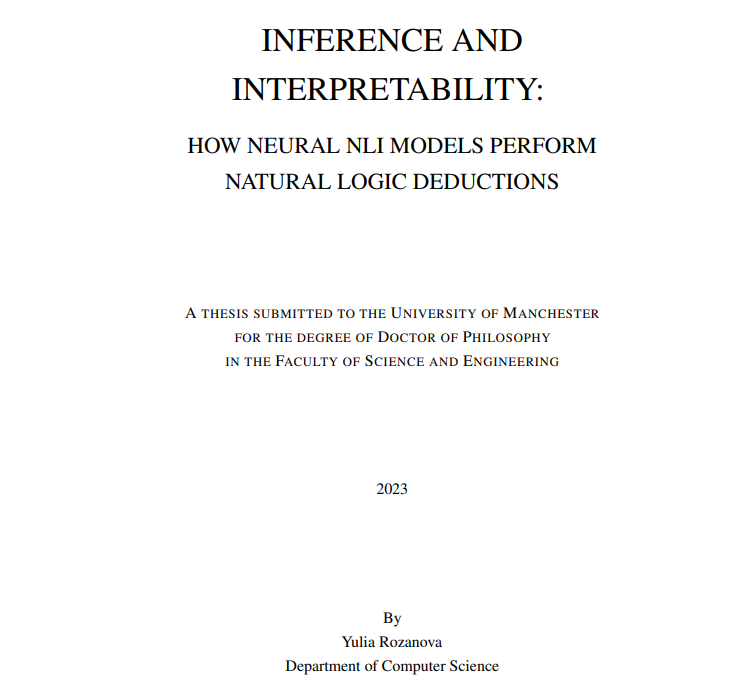 INFERENCE AND
INTERPRETABILITY:
HOW NEURAL NLI MODELS PERFORM
NATURAL LOGIC DEDUCTIONS
A THESIS SUBMITTED TO THE UNIVERSITY OF MANCHESTER
FOR THE DEGREE OF DOCTOR OF PHILOSOPHY
IN THE FACULTY OF SCIENCE AND ENGINEERING
2023
By
Yulia Rozanova
Department of Computer Science